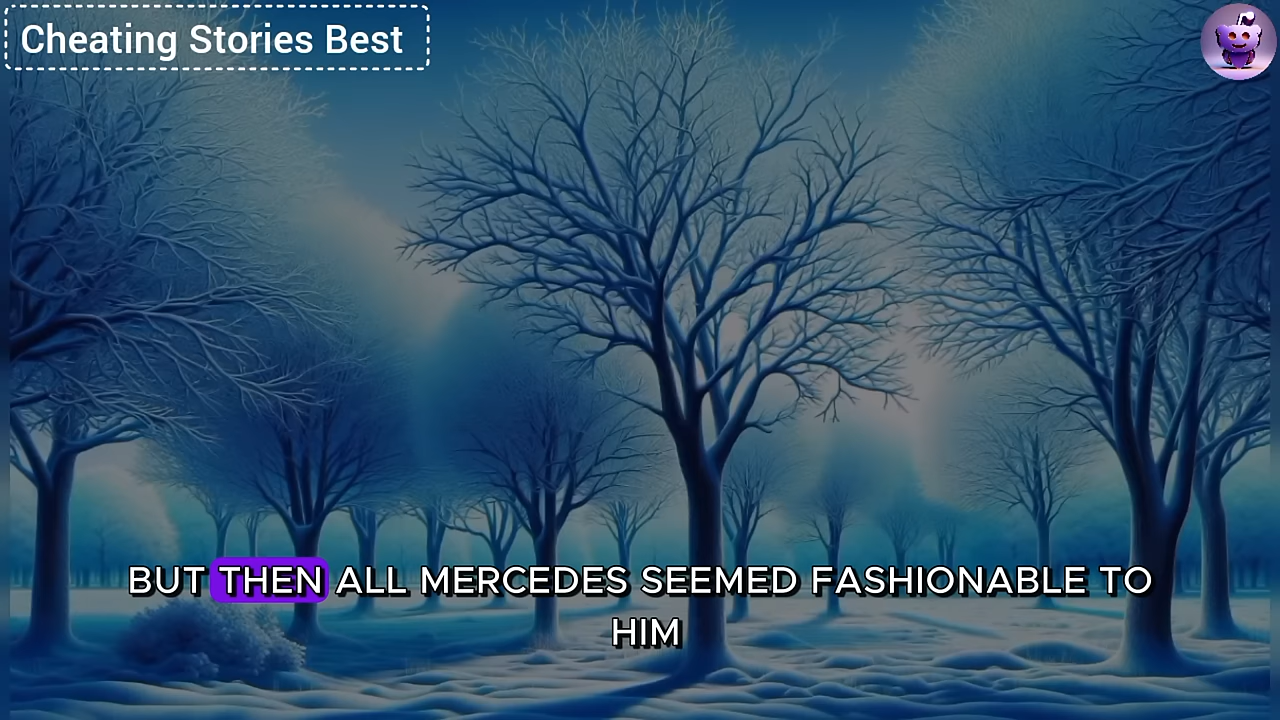 Cheating Stories Best
BUT THEN ALL MERCEDES SEEMED FASHIONABLE TO
HIM